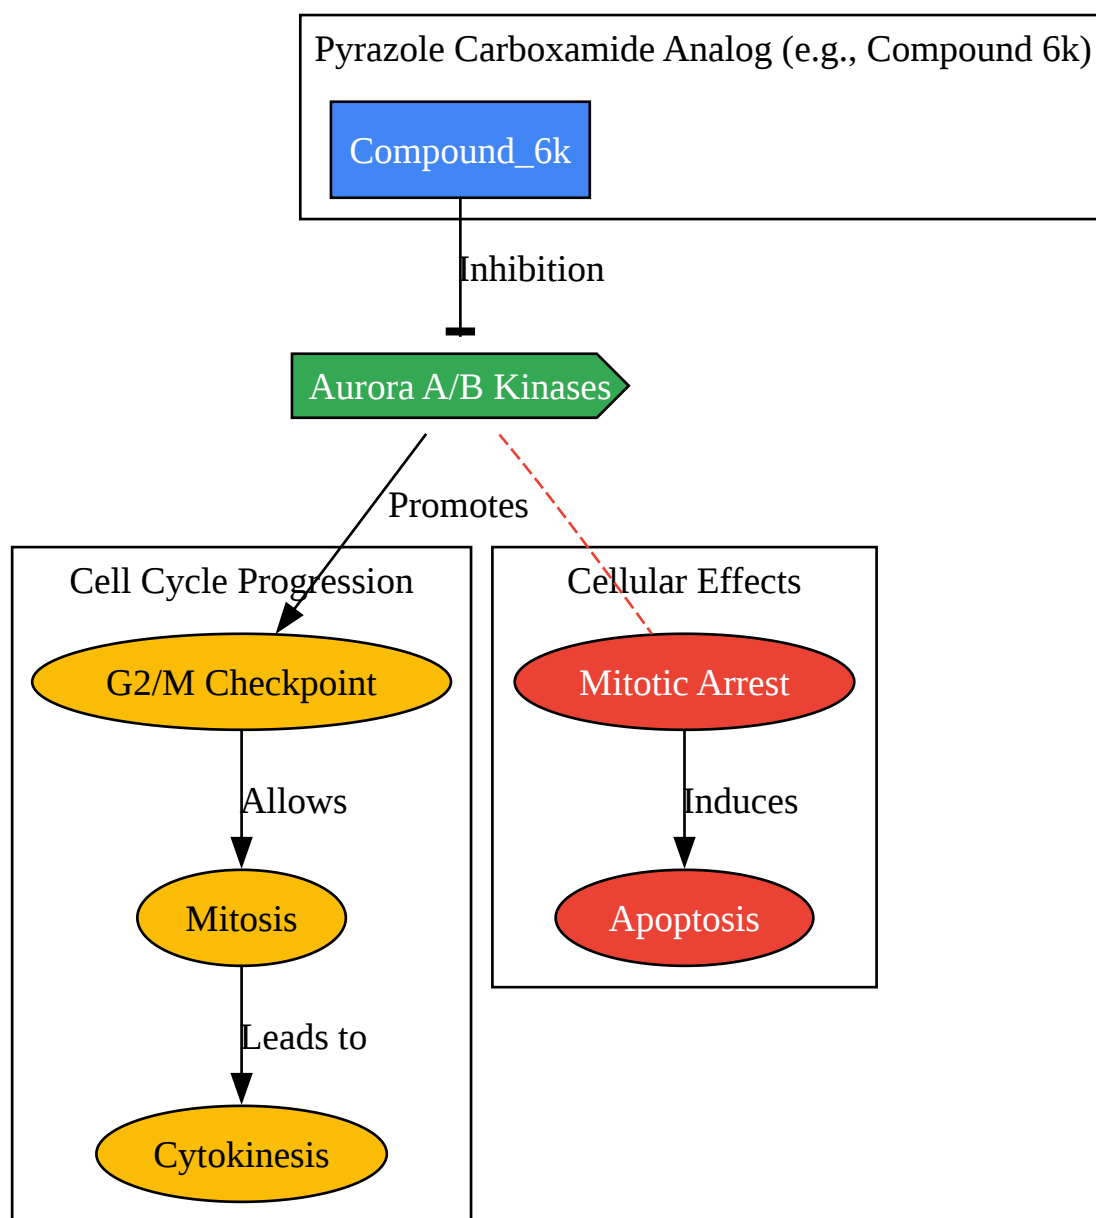 Pyrazole Carboxamide Analog (e.g., Compound 6k)
Compound_6k
Inhibition
Aurora A/B Kinases
Promotes
Cell Cycle Progression
Cellular Effects
G2/M Checkpoint
Mitotic Arrest
Allows
Induces
Mitosis
Apoptosis
Leads to
Cytokinesis